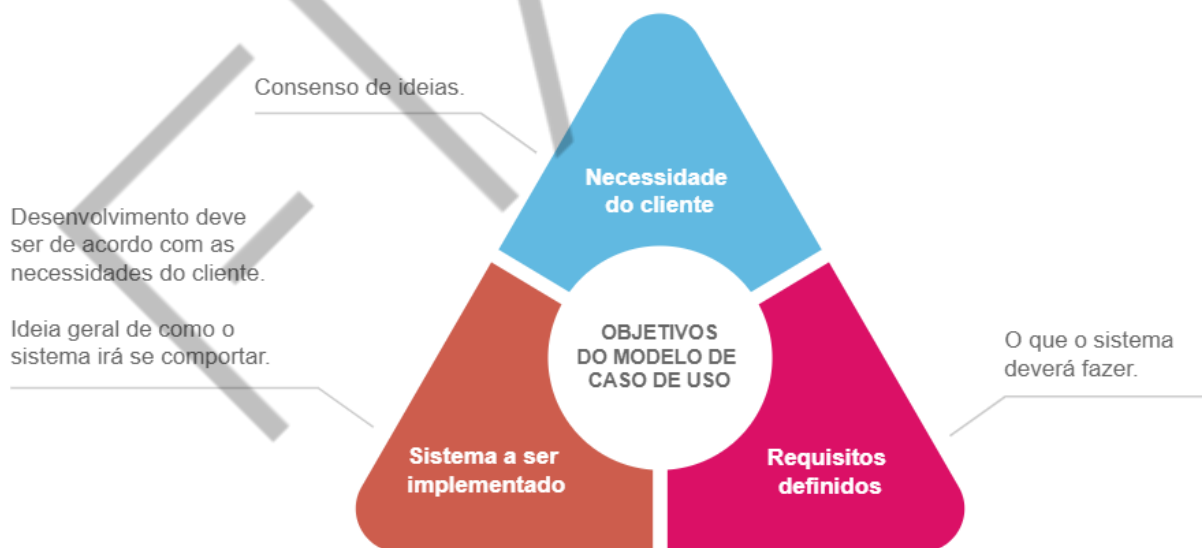 Consenso de ideias.
Necessidade
do cliente
Desenvolvimento deve
ser de acordo com as
necessidades do cliente.
Ideia geral de como o
sistema irá se comportar.
OBJETIVOS
DO MODELO DE
CASO DE USO
O que o sistema
deverá fazer.
Sistema a ser
implementado
Requisitos
definidos